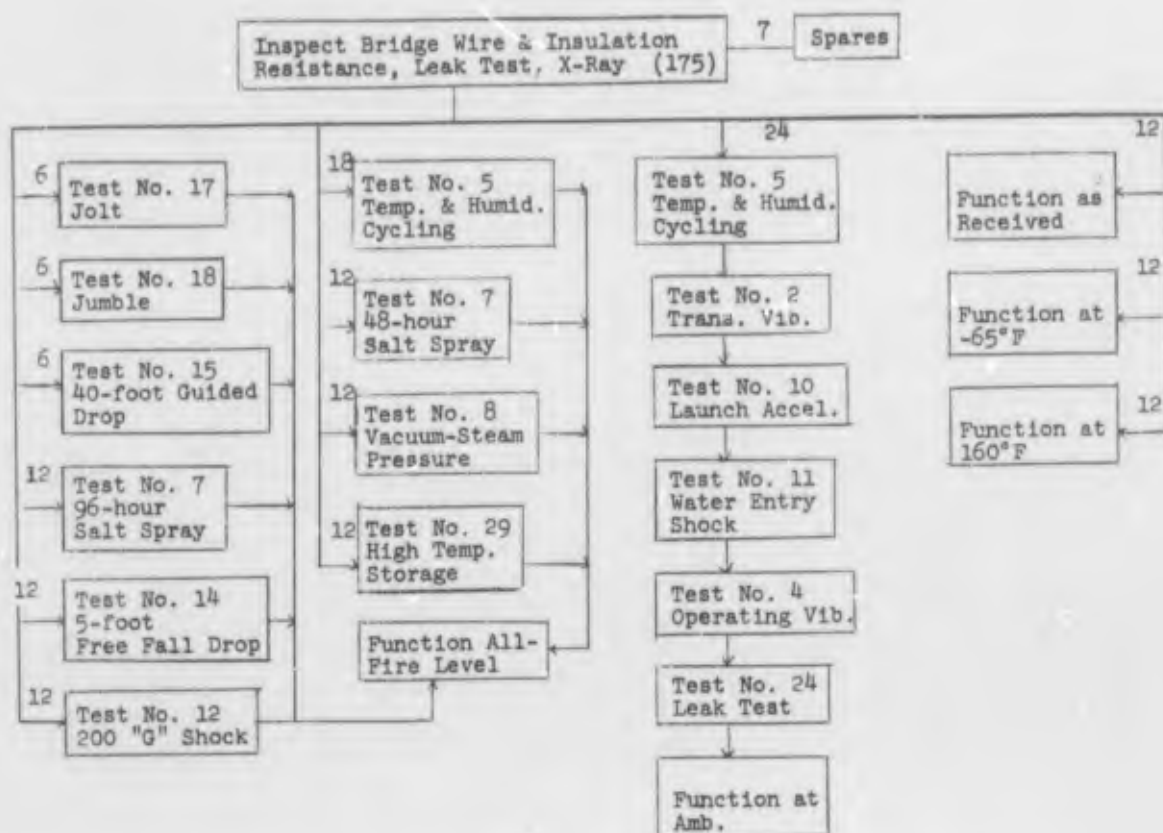 Inspect Bridge Wire & Insulation
Resistance, Leak Test, X-Ray (175)
7
Spares
6
Test No. 17
Jolt
6
Test No. 18
Jumble
6
Test No. 15
40-foot Guided
Drop
12
Test No. 7
96-hour
Salt Spray
12
Test No. 14
5-foot
Free Fall Drop
12
Test No. 12
200 "G" Shock
18
Test No. 5
Temp. & Humid.
Cycling
12
Test No. 7
48-hour
Salt Spray
12
Test No. 8
Vacuum-Steam
Pressure
12
Test No. 29
High Temp.
Storage
Function All-
Fire Level
24
Test No. 5
Temp. & Humid.
Cycling
Test No. 2
Trans. Vib.
Test No. 10
Launch Accel.
Test No. 11
Water Entry
Shock
Test No. 4
Operating Vib.
Test No. 24
Leak Test
Function at
Amb.
12
Function as
Received
12
Function at
-65°F
12
Function at
160°F